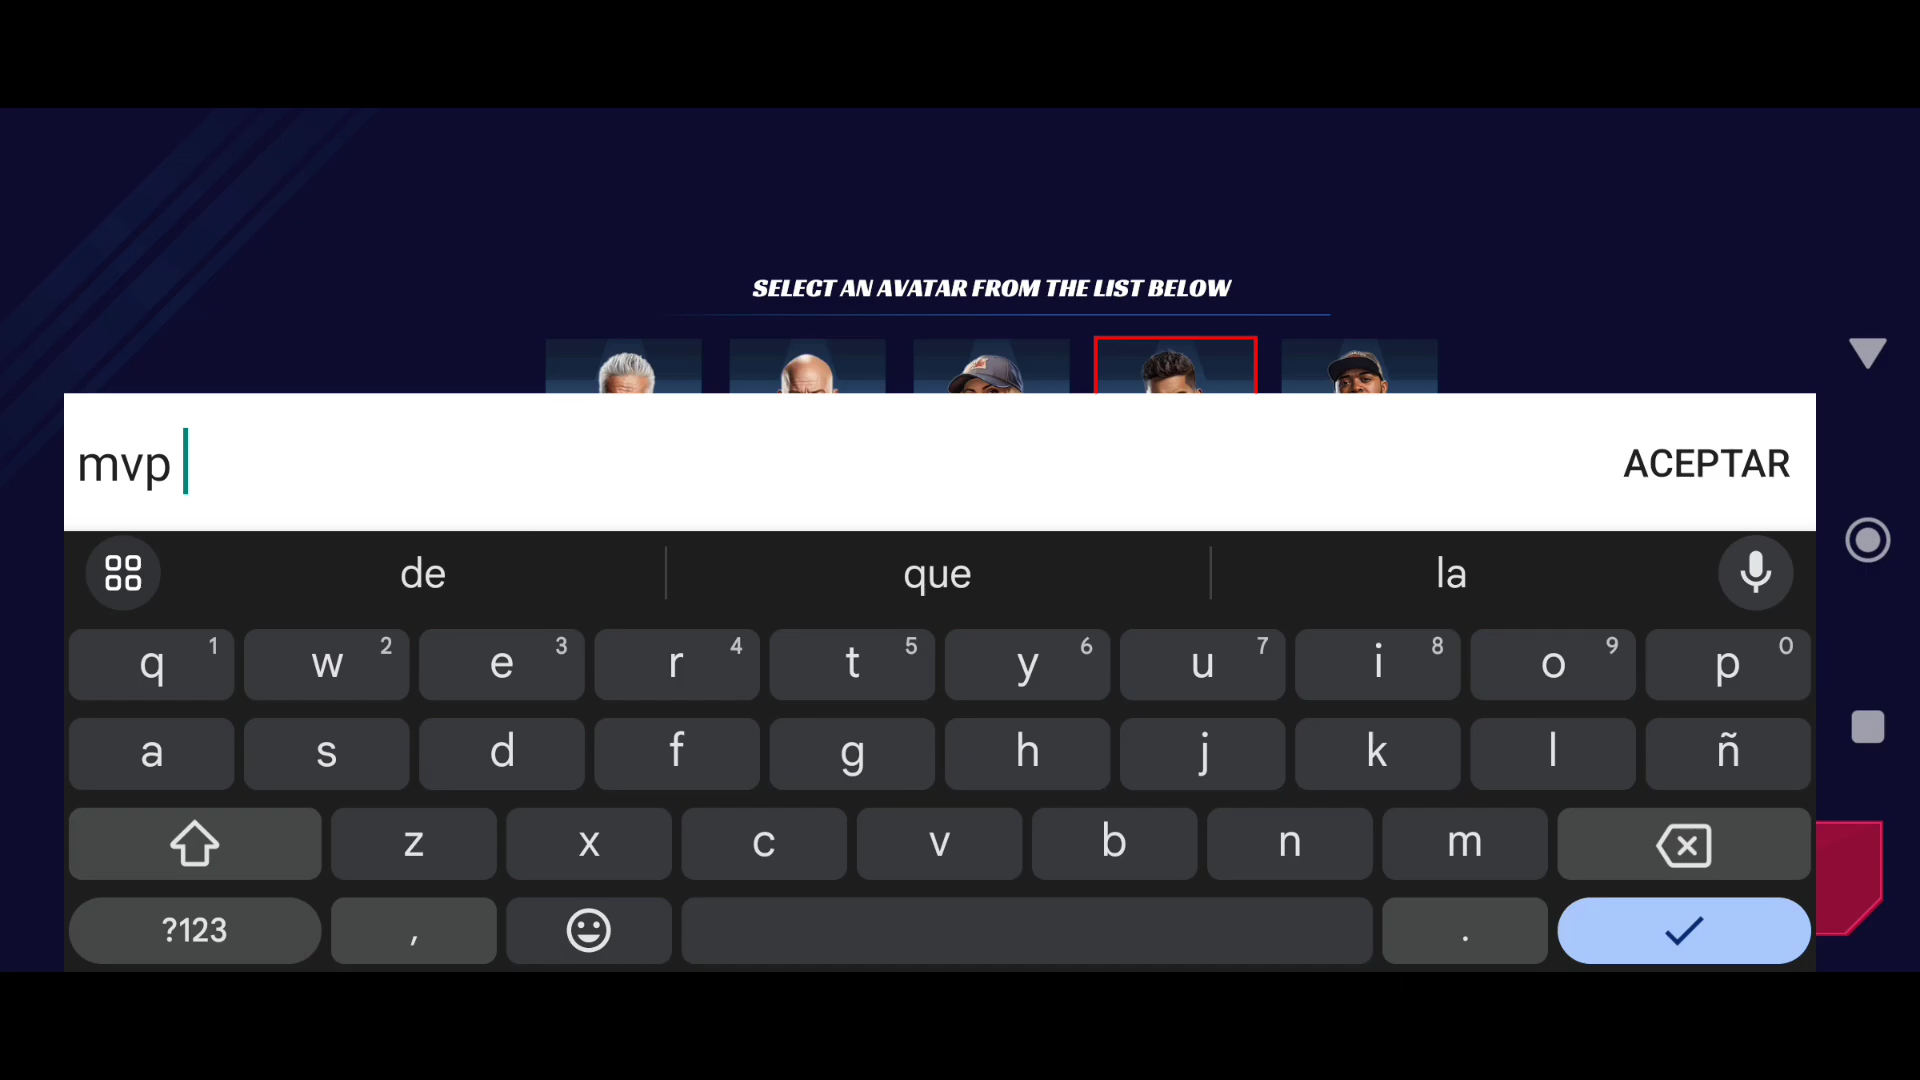 SELECT AN AVATAR FROM THE LIST BELOW
mvp
ACEPTAR
de que la
q 1 w 2 e 3 r 4 t 5 y 6 u 7 i 8 o 9 p 0
a s d f g h j k l ñ
z x c v b n m
?123 , .